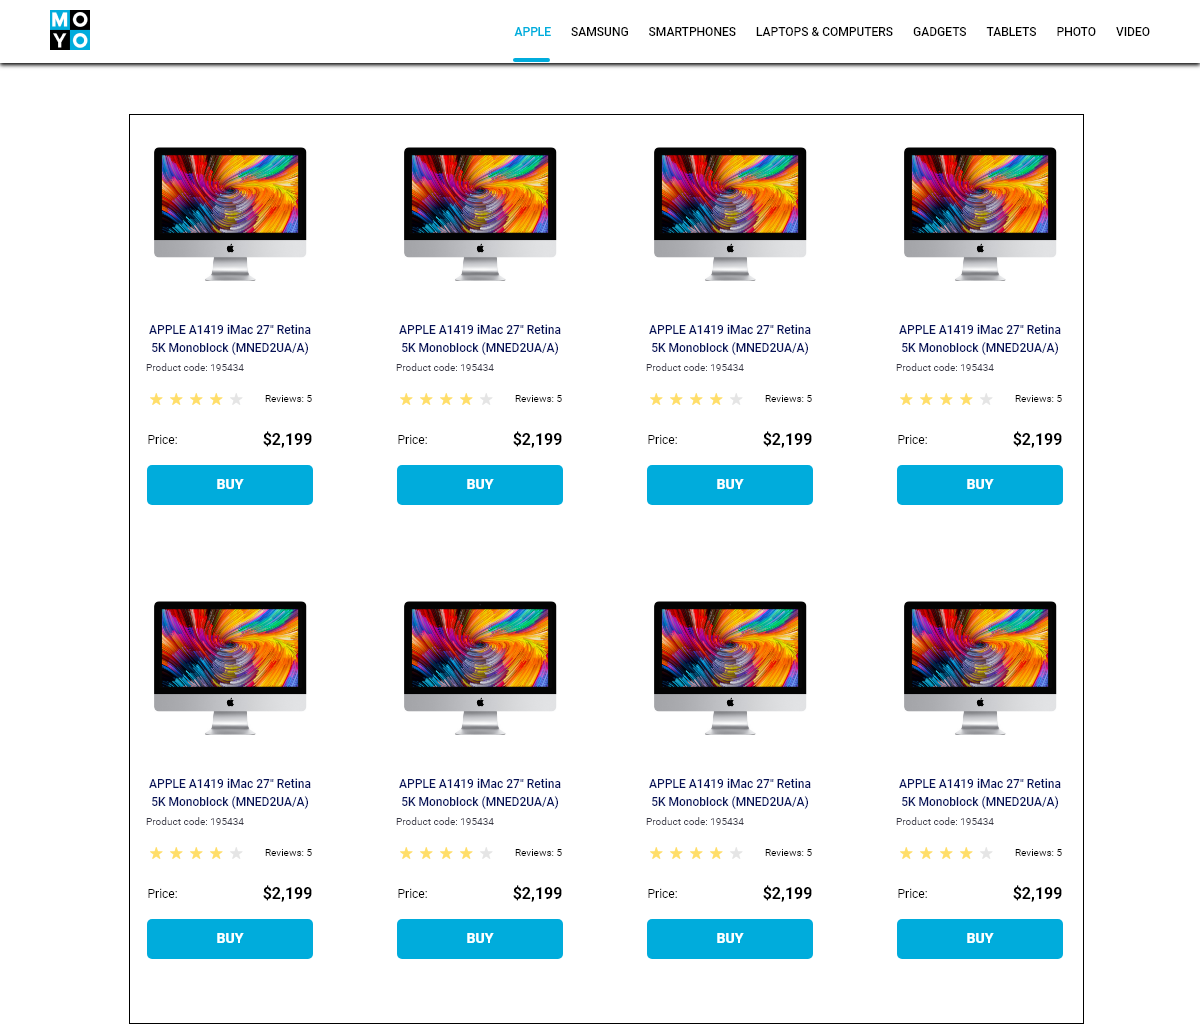 MO
YO
APPLE SAMSUNG SMARTPHONES LAPTOPS & COMPUTERS GADGETS TABLETS PHOTO VIDEO
APPLE A1419 iMac 27" Retina
5K Monoblock (MNED2UA/A)
Product code: 195434
Reviews: 5
Price: $2,199
BUY
APPLE A1419 iMac 27" Retina
5K Monoblock (MNED2UA/A)
Product code: 195434
Reviews: 5
Price: $2,199
BUY
APPLE A1419 iMac 27" Retina
5K Monoblock (MNED2UA/A)
Product code: 195434
Reviews: 5
Price: $2,199
BUY
APPLE A1419 iMac 27" Retina
5K Monoblock (MNED2UA/A)
Product code: 195434
Reviews: 5
Price: $2,199
BUY
APPLE A1419 iMac 27" Retina
5K Monoblock (MNED2UA/A)
Product code: 195434
Reviews: 5
Price: $2,199
BUY
APPLE A1419 iMac 27" Retina
5K Monoblock (MNED2UA/A)
Product code: 195434
Reviews: 5
Price: $2,199
BUY
APPLE A1419 iMac 27" Retina
5K Monoblock (MNED2UA/A)
Product code: 195434
Reviews: 5
Price: $2,199
BUY
APPLE A1419 iMac 27" Retina
5K Monoblock (MNED2UA/A)
Product code: 195434
Reviews: 5
Price: $2,199
BUY